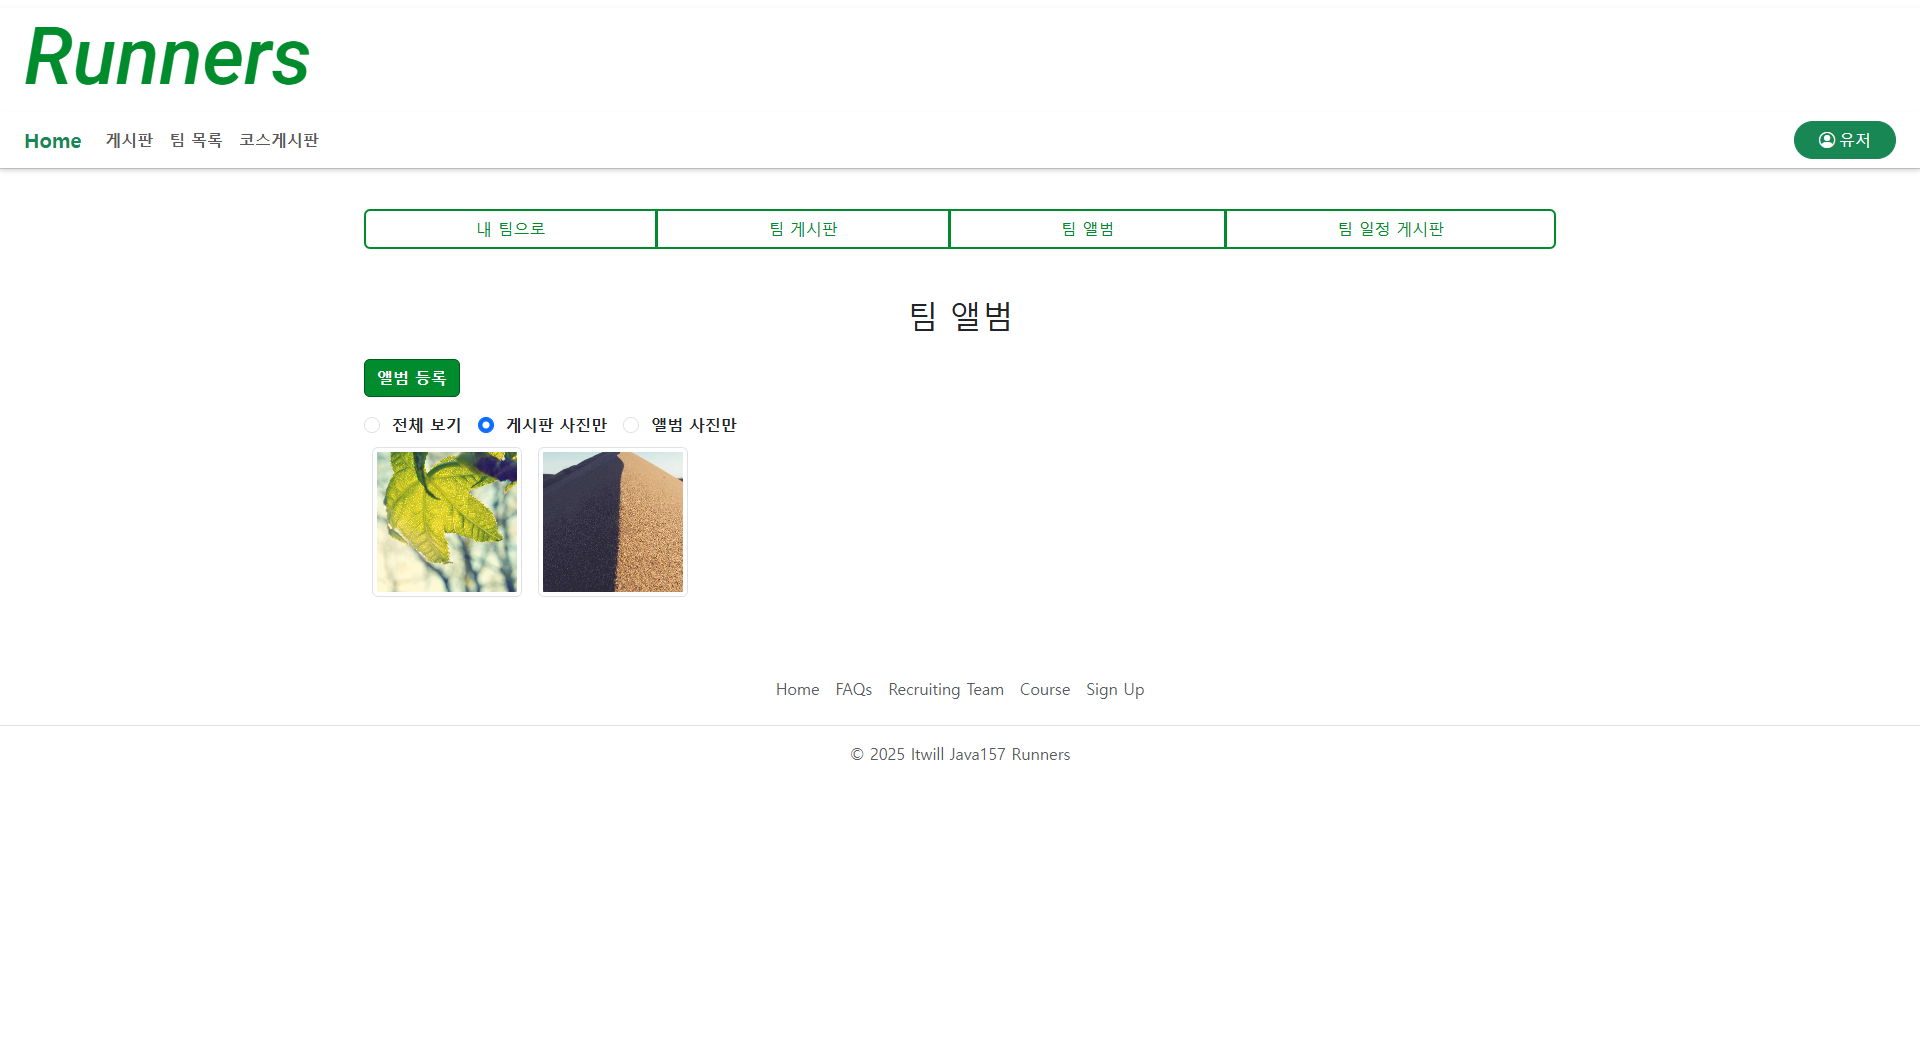 Runners
Home 게시판 팀 목록 코스게시판 유저
내 팀으로 팀 게시판 팀 앨범 팀 일정 게시판
팀 앨범
앨범 등록
전체 보기 게시판 사진만 앨범 사진만
Home FAQs Recruiting Team Course Sign Up
© 2025 Itwill Java157 Runners